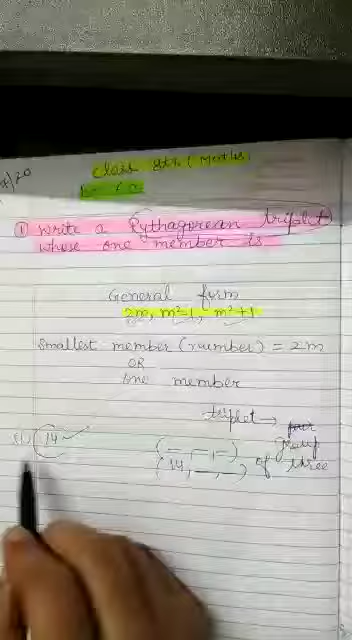 Class 8th (Maths)
① Write a Pythagorean triplet
whose one member is
General form
2m, m²-1, m²+1
Smallest member (number) = 2m
OR
one member
triplet → group
14 (_, _, _) of three
(14, _, _)